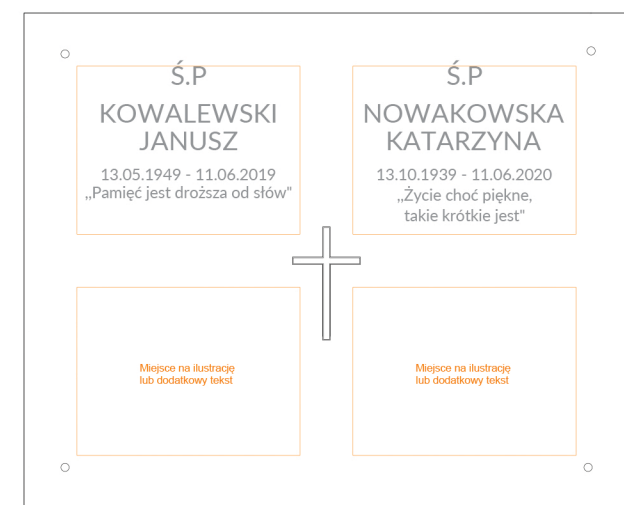 Ś.P
KOWALEWSKI
JANUSZ
13.05.1949 - 11.06.2019
,,Pamięć jest droższa od słów"
Ś.P
NOWAKOWSKA
KATARZYNA
13.10.1939 - 11.06.2020
,,Życie choć piękne,
takie krótkie jest"
Miejsce na ilustrację
lub dodatkowy tekst
Miejsce na ilustrację
lub dodatkowy tekst